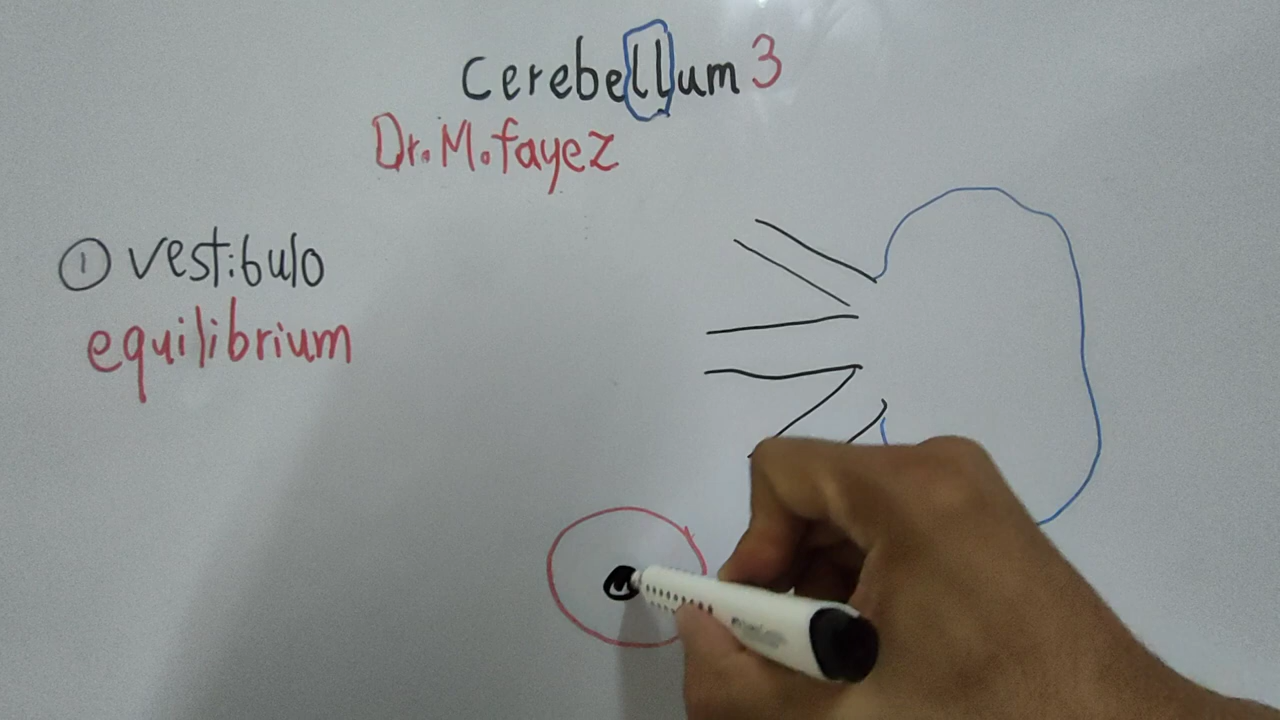 cerebellum 3
Dr. M. fayez
① vestibulo
equilibrium